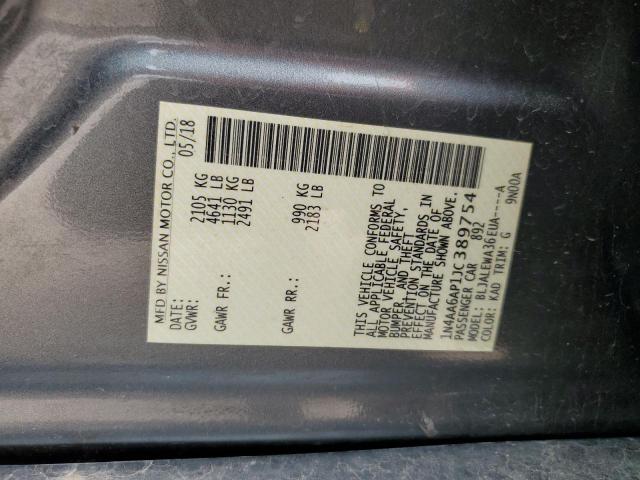 MFD BY NISSAN MOTOR CO., LTD.
DATE: 05/18
GVWR: 2105 KG
4641 LB
GAWR FR.: 1130 KG
2491 LB
GAWR RR.: 990 KG
2183 LB
THIS VEHICLE CONFORMS TO
ALL APPLICABLE FEDERAL
MOTOR VEHICLE SAFETY,
BUMPER, AND THEFT
PREVENTION STANDARDS IN
EFFECT ON THE DATE OF
MANUFACTURE SHOWN ABOVE.
1N4AA6AP1JC389754
PASSENGER CAR 892
MODEL: BLJALEWA36EUA----A
COLOR: KAD TRIM: G 9N00A